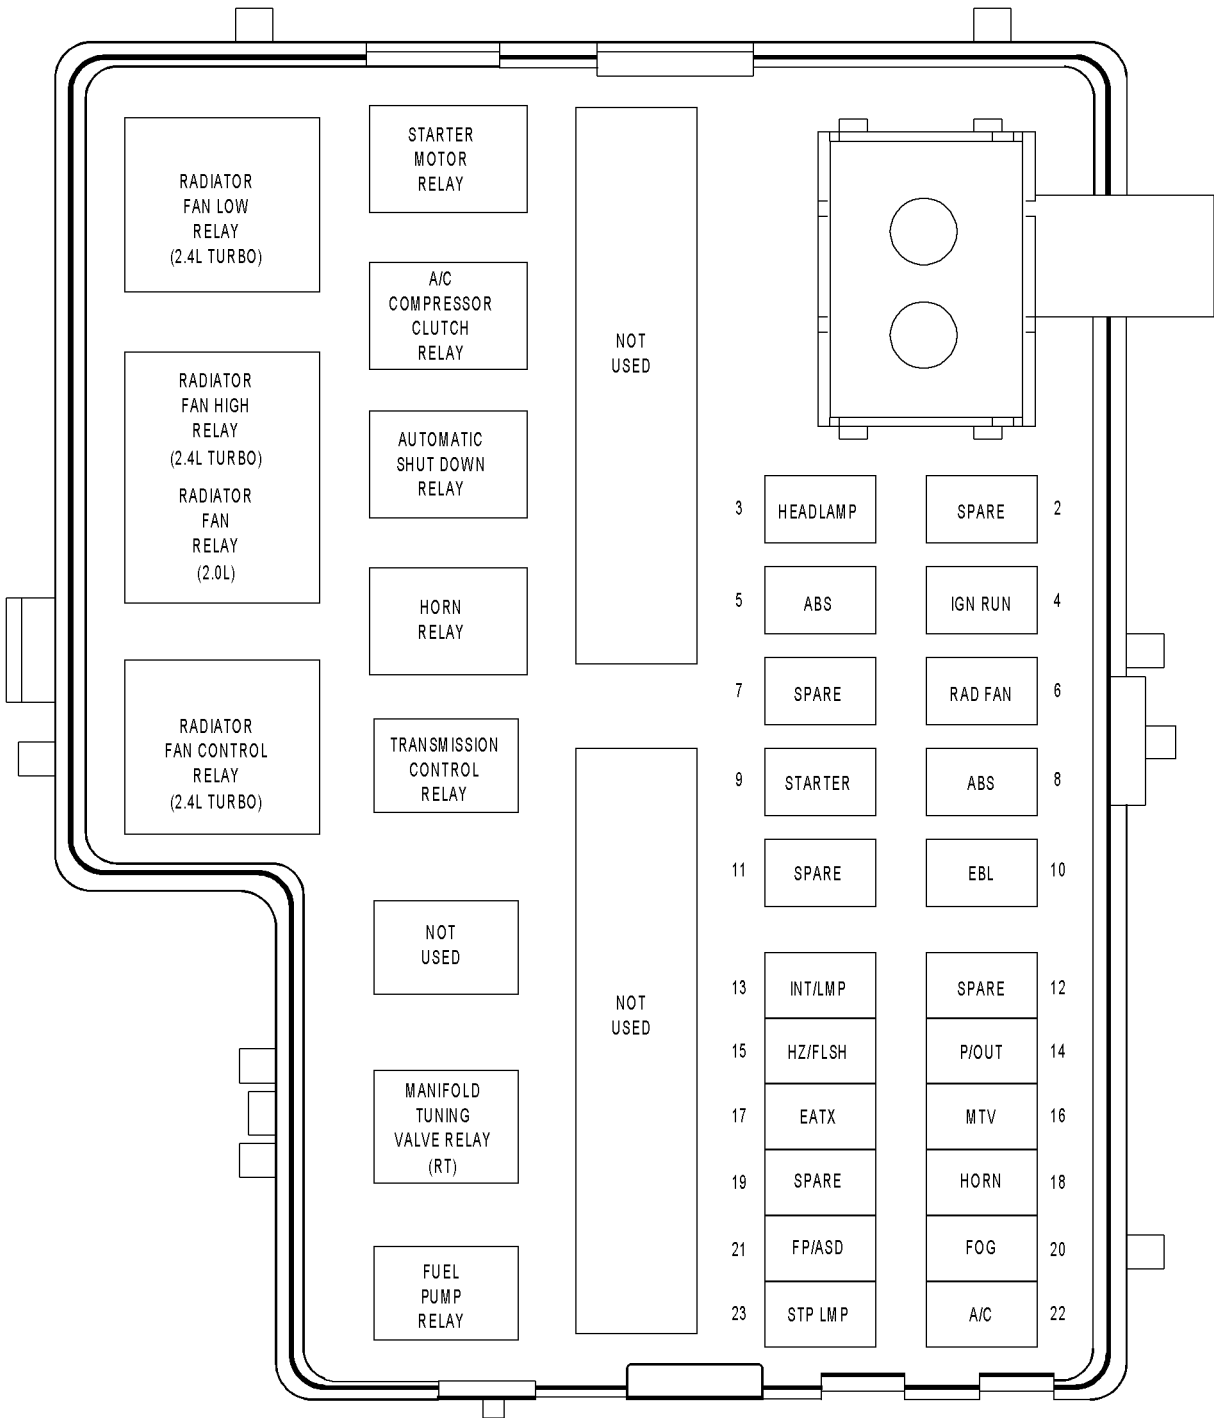 RADIATOR
FAN LOW
RELAY
(2.4L TURBO)
RADIATOR
FAN HIGH
RELAY
(2.4L TURBO)
RADIATOR
FAN
RELAY
(2.0L)
RADIATOR
FAN CONTROL
RELAY
(2.4L TURBO)
STARTER
MOTOR
RELAY
A/C
COMPRESSOR
CLUTCH
RELAY
AUTOMATIC
SHUT DOWN
RELAY
HORN
RELAY
TRANSMISSION
CONTROL
RELAY
NOT
USED
MANIFOLD
TUNING
VALVE RELAY
(RT)
FUEL
PUMP
RELAY
NOT
USED
NOT
USED
3 HEADLAMP SPARE 2
5 ABS IGN RUN 4
7 SPARE RAD FAN 6
9 STARTER ABS 8
11 SPARE EBL 10
13 INT/LMP SPARE 12
15 HZ/FLSH P/OUT 14
17 EATX MTV 16
19 SPARE HORN 18
21 FP/ASD FOG 20
23 STP LMP A/C 22